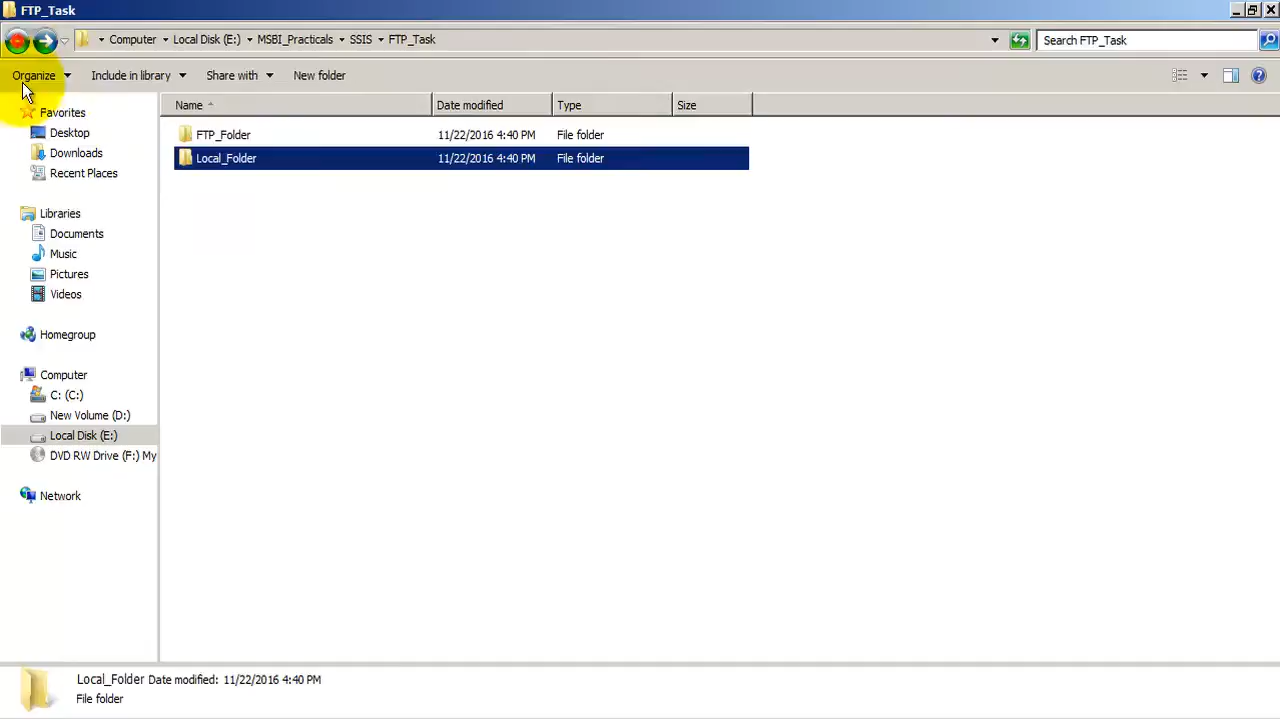 FTP_Task
Computer Local Disk (E:) MSBI_Practicals SSIS FTP_Task
Search FTP_Task
Organize Include in library Share with New folder
Name Date modified Type Size
FTP_Folder 11/22/2016 4:40 PM File folder
Local_Folder 11/22/2016 4:40 PM File folder
Favorites
Desktop
Downloads
Recent Places
Libraries
Documents
Music
Pictures
Videos
Homegroup
Computer
C: (C:)
New Volume (D:)
Local Disk (E:)
DVD RW Drive (F:) My
Network
Local_Folder Date modified: 11/22/2016 4:40 PM
File folder